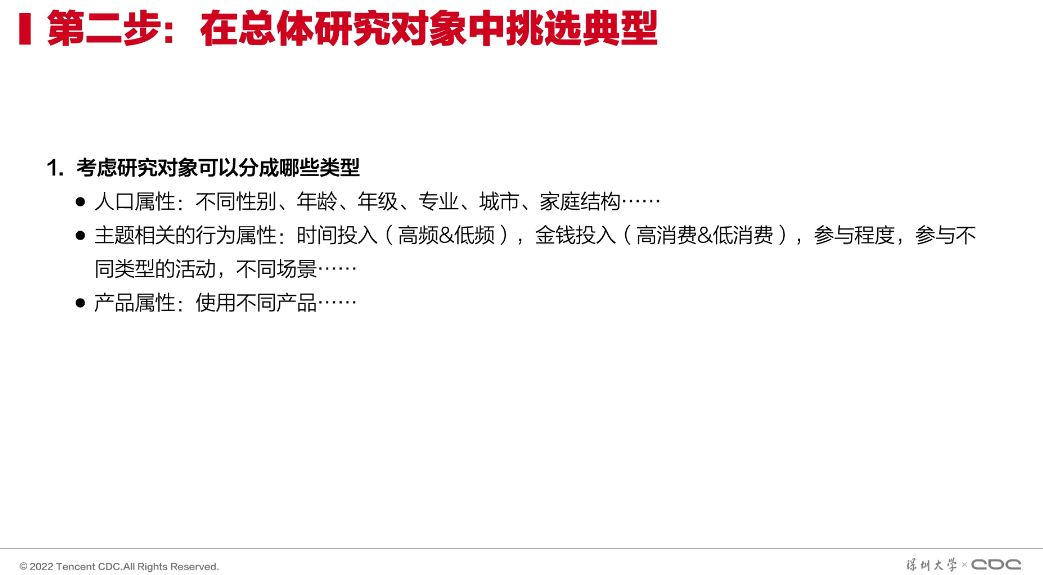 第二步：在总体研究对象中挑选典型
1. 考虑研究对象可以分成哪些类型
● 人口属性：不同性别、年龄、年级、专业、城市、家庭结构……
● 主题相关的行为属性：时间投入（高频&低频），金钱投入（高消费&低消费），参与程度，参与不
同类型的活动，不同场景……
● 产品属性：使用不同产品……
© 2022 Tencent CDC.All Rights Reserved.
深圳大学 × CDC